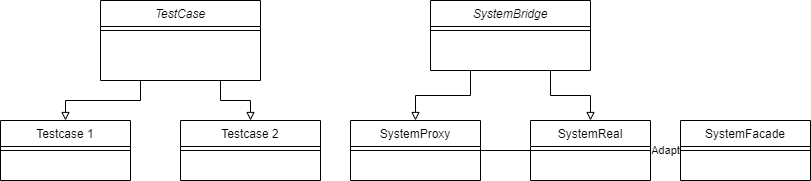 TestCase
SystemBridge
Testcase 1
Testcase 2
SystemProxy
SystemReal
SystemFacade
Adapt